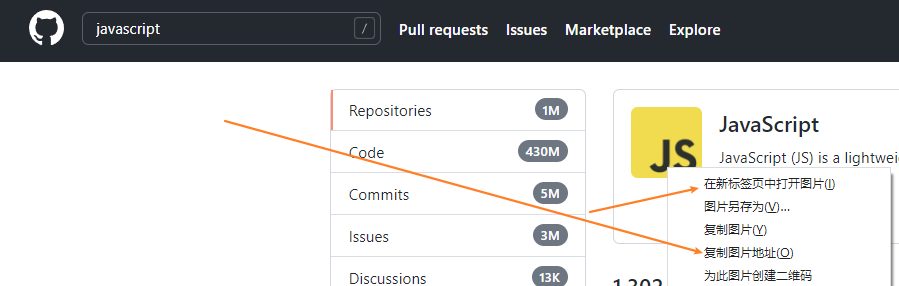 javascript /
Pull requests Issues Marketplace Explore
Repositories 1M
Code 430M
Commits 5M
Issues 3M
Discussions 13K
JS
JavaScript
JavaScript (JS) is a lightwei
在新标签页中打开图片(I)
图片另存为(V)...
复制图片(Y)
复制图片地址(O)
为此图片创建二维码
1,302